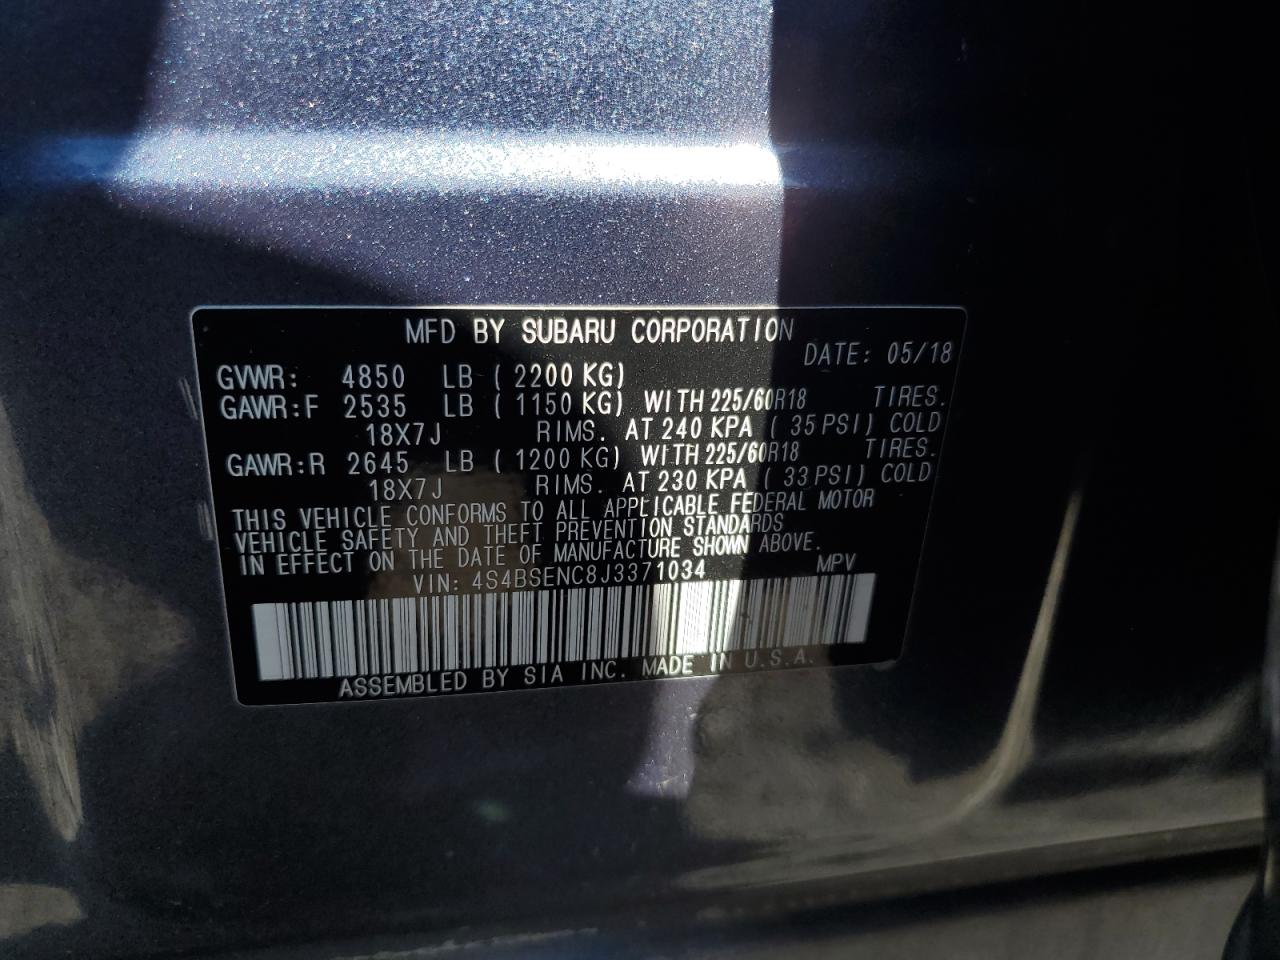 MFD BY SUBARU CORPORATION
DATE: 05/18
GVWR: 4850 LB ( 2200 KG)
GAWR:F 2535 LB ( 1150 KG) WITH 225/60R18 TIRES.
18X7J RIMS. AT 240 KPA ( 35 PSI) COLD
GAWR:R 2645 LB ( 1200 KG) WITH 225/60R18 TIRES.
18X7J RIMS. AT 230 KPA ( 33 PSI) COLD
THIS VEHICLE CONFORMS TO ALL APPLICABLE FEDERAL MOTOR
VEHICLE SAFETY AND THEFT PREVENTION STANDARDS
IN EFFECT ON THE DATE OF MANUFACTURE SHOWN ABOVE.
VIN: 4S4BSENC8J3371034 MPV
ASSEMBLED BY SIA INC. MADE IN U.S.A.